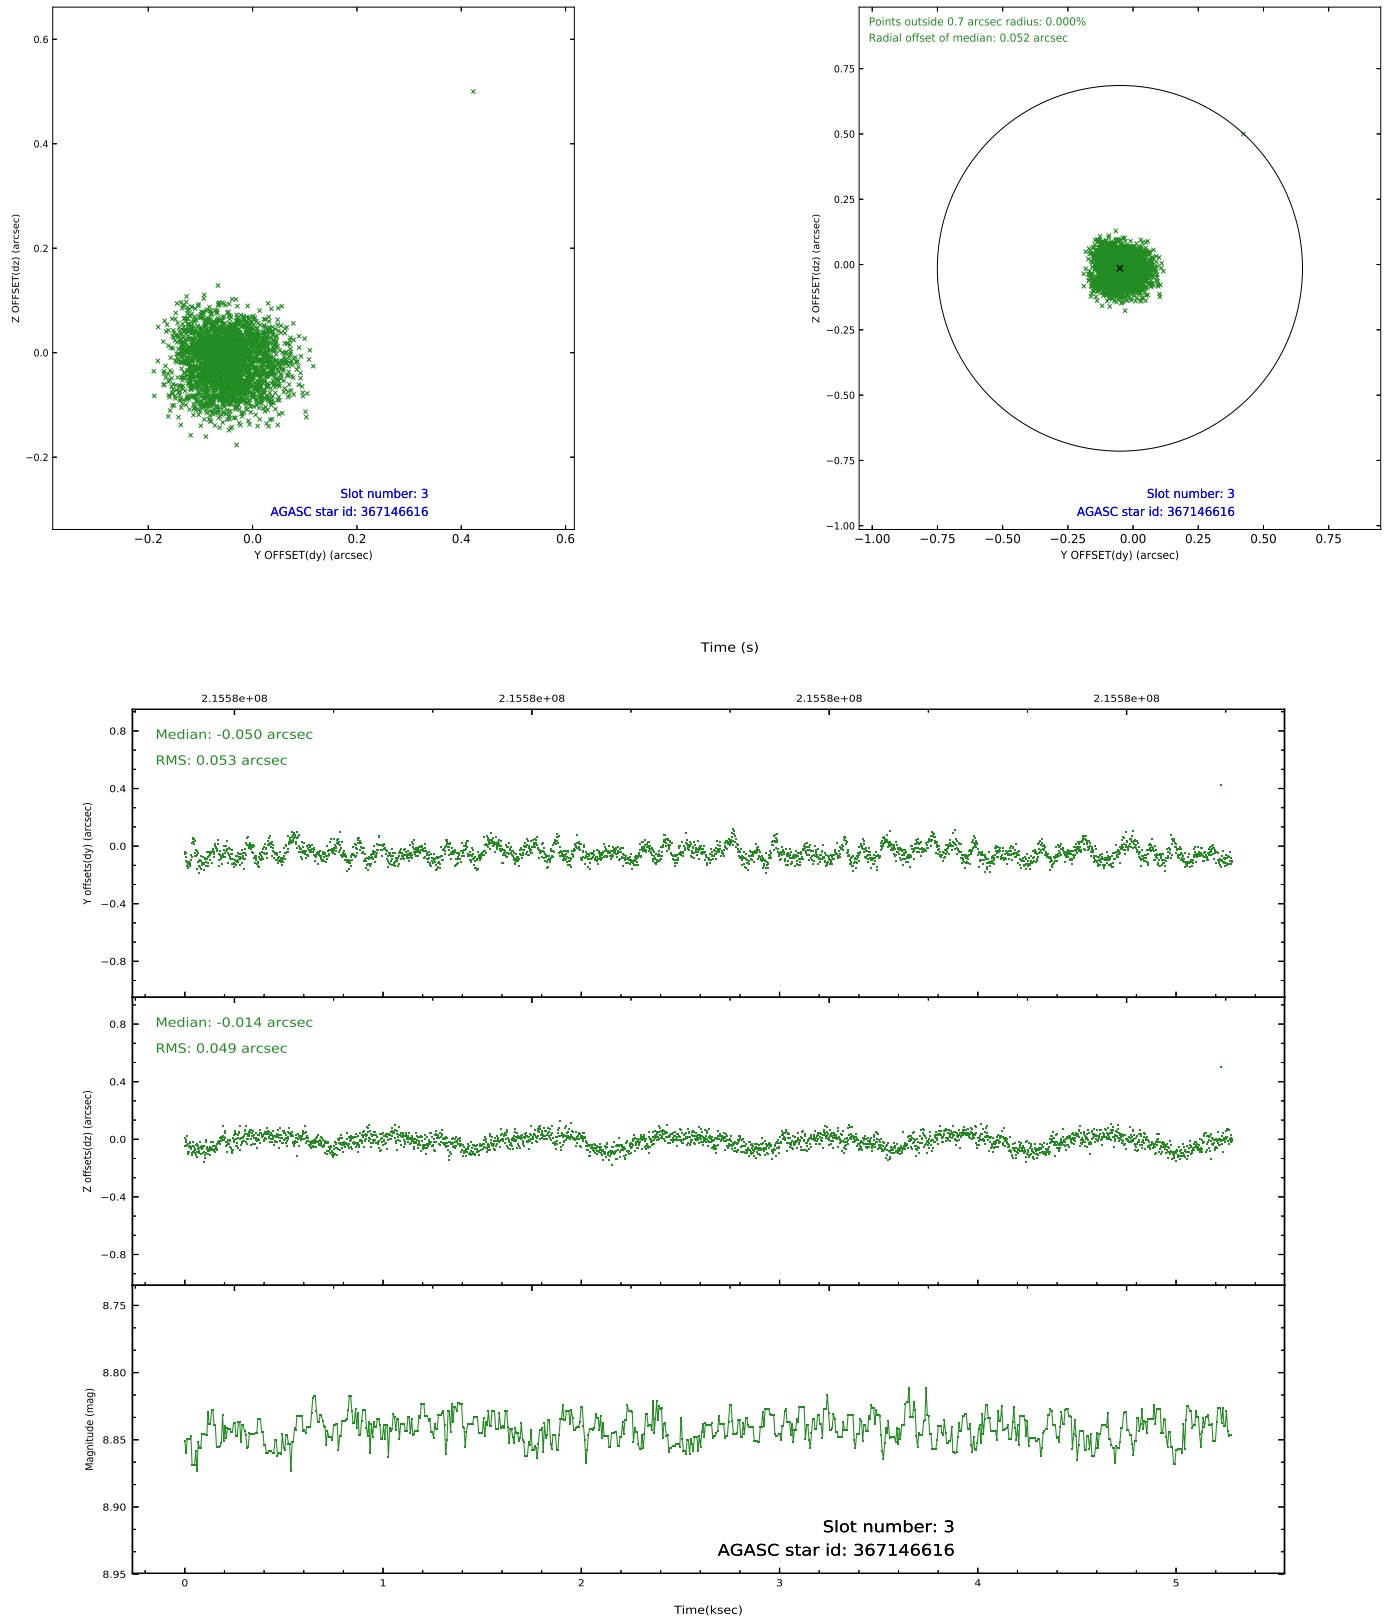 0.6
0.4
0.2
0.0
−0.2
Z OFFSET(dz) (arcsec)
Slot number: 3
AGASC star id: 367146616
−0.2
0.0
0.2
0.4
0.6
Y OFFSET(dy) (arcsec)
Points outside 0.7 arcsec radius: 0.000%
Radial offset of median: 0.052 arcsec
0.75
0.50
0.25
0.00
−0.25
−0.50
−0.75
−1.00
Z OFFSET(dz) (arcsec)
Slot number: 3
AGASC star id: 367146616
−1.00
−0.75
−0.50
−0.25
0.00
0.25
0.50
0.75
Y OFFSET(dy) (arcsec)
Time (s)
2.1558e+08
2.1558e+08
2.1558e+08
2.1558e+08
Median: -0.050 arcsec
RMS: 0.053 arcsec
0.8
0.4
0.0
−0.4
−0.8
Y offsets(dy) (arcsec)
Median: -0.014 arcsec
RMS: 0.049 arcsec
0.8
0.4
0.0
−0.4
−0.8
Z offsets(dz) (arcsec)
8.75
8.80
8.85
8.90
8.95
Magnitude (mag)
Slot number: 3
AGASC star id: 367146616
0
1
2
3
4
5
Time(ksec)